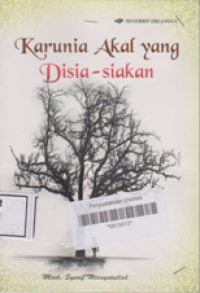 PENERBIT ERLANGGA
Karunia Akal yang
Disia-siakan
Perpustakaan
Moch. Syarif Hidayatullah